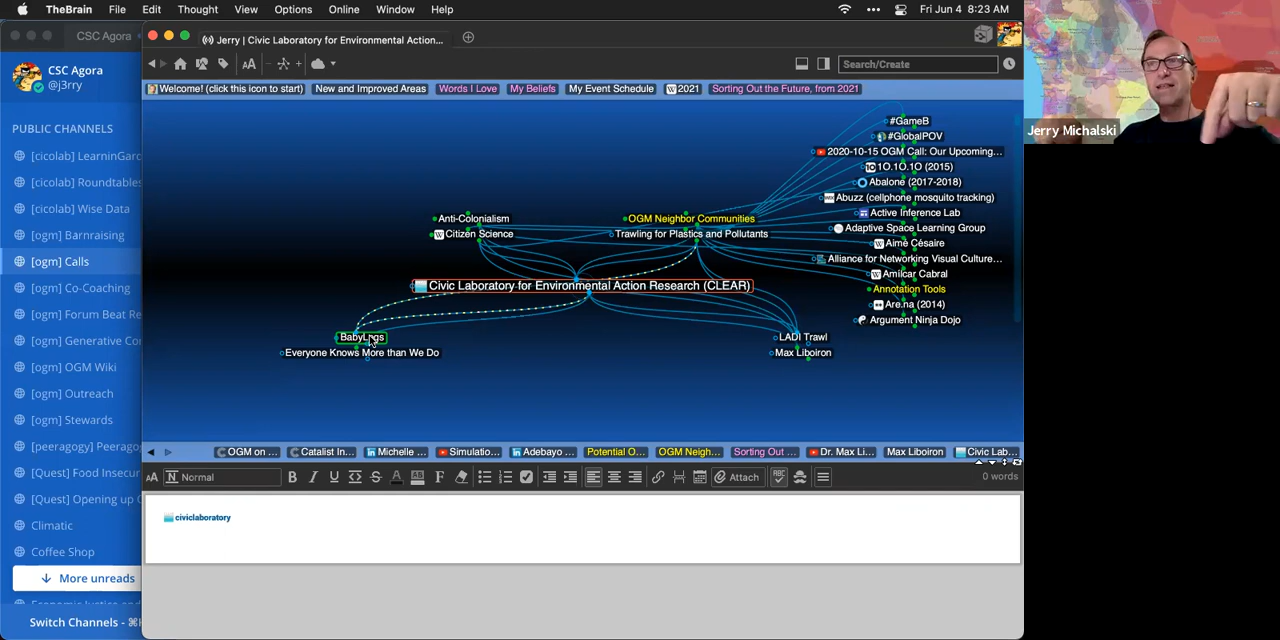 TheBrain File Edit Thought View Options Online Window Help Fri Jun 4 8:23 AM
CSC Agora
Jerry | Civic Laboratory for Environmental Action...
CSC Agora
@j3rry
AA
Search/Create
Welcome! (click this icon to start) New and Improved Areas Words I Love My Beliefs My Event Schedule 2021 Sorting Out the Future, from 2021
PUBLIC CHANNELS
[cicolab] LearninGard
[cicolab] Roundtables
[cicolab] Wise Data
[ogm] Barnraising
[ogm] Calls
[ogm] Co-Coaching
[ogm] Forum Beat Re
[ogm] Generative Co
[ogm] OGM Wiki
[ogm] Outreach
[ogm] Stewards
[peeragogy] Peerago
[Quest] Food Insecur
[Quest] Opening up
Climatic
Coffee Shop
More unreads
Switch Channels - ⌘
#GameB
#GlobalPOV
2020-10-15 OGM Call: Our Upcoming...
1O.1O.1O (2015)
Abalone (2017-2018)
Abuzz (cellphone mosquito tracking)
Active Inference Lab
Adaptive Space Learning Group
Aimé Césaire
Alliance for Networking Visual Culture...
Amílcar Cabral
Annotation Tools
Are.na (2014)
Argument Ninja Dojo
Anti-Colonialism
Citizen Science
OGM Neighbor Communities
Trawling for Plastics and Pollutants
Civic Laboratory for Environmental Action Research (CLEAR)
BabyLegs
Everyone Knows More than We Do
LADI Trawl
Max Liboiron
OGM on ... Catalist In... Michelle ... Simulatio... Adebayo ... Potential O... OGM Neigh... Sorting Out ... Dr. Max Li... Max Liboiron Civic Lab...
AA N Normal B I U S A F Attach ABC 0 words
civiclaboratory
Jerry Michalski